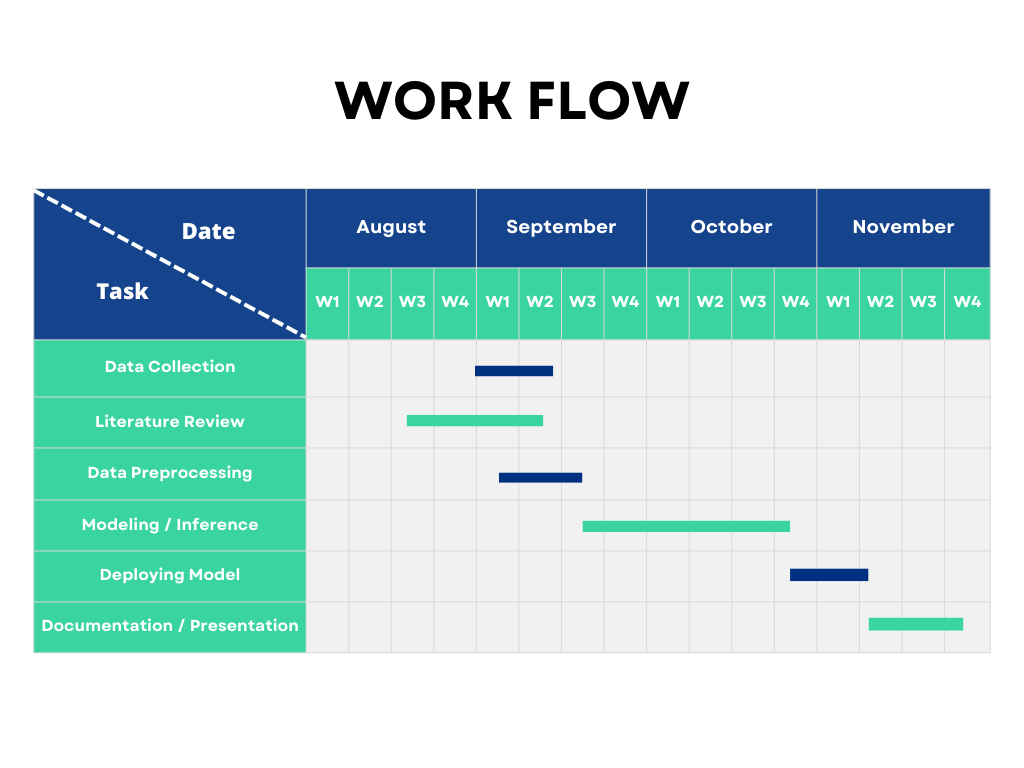 WORK FLOW
Date
Task
August September October November
W1 W2 W3 W4 W1 W2 W3 W4 W1 W2 W3 W4 W1 W2 W3 W4
Data Collection
Literature Review
Data Preprocessing
Modeling / Inference
Deploying Model
Documentation / Presentation